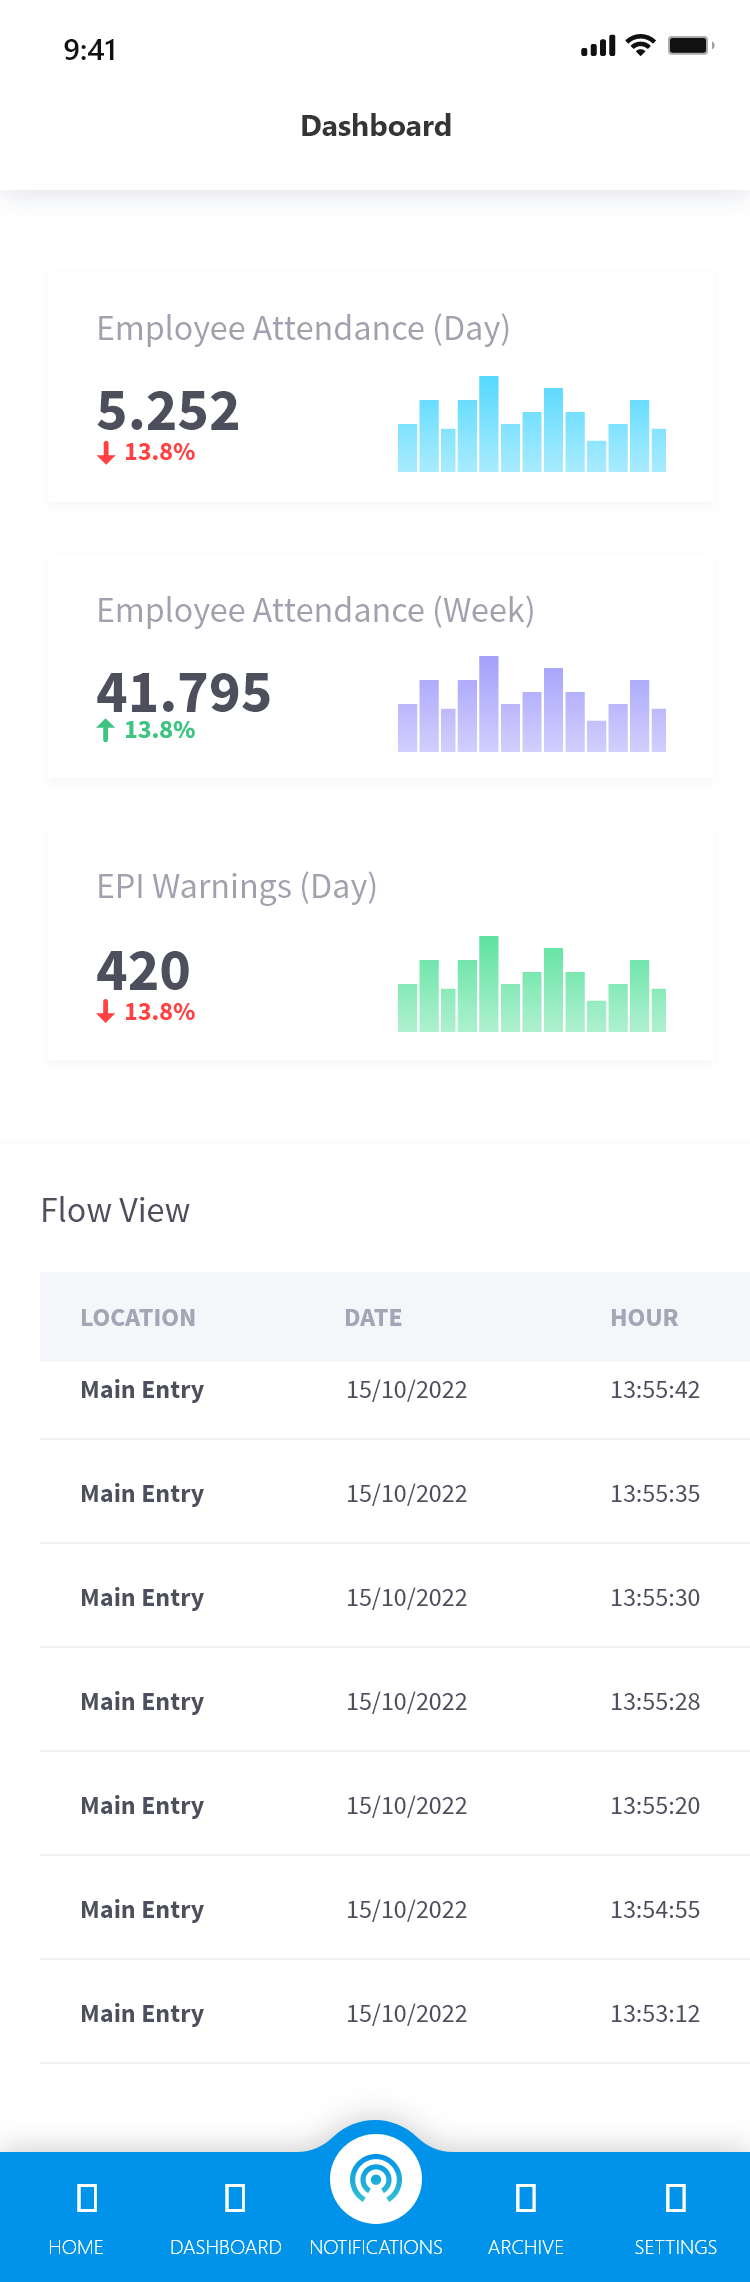 9:41
Dashboard
Employee Attendance (Day)
5.252
13.8%
Employee Attendance (Week)
41.795
13.8%
EPI Warnings (Day)
420
13.8%
Flow View
LOCATION DATE HOUR
Main Entry 15/10/2022 13:55:42
Main Entry 15/10/2022 13:55:35
Main Entry 15/10/2022 13:55:30
Main Entry 15/10/2022 13:55:28
Main Entry 15/10/2022 13:55:20
Main Entry 15/10/2022 13:54:55
Main Entry 15/10/2022 13:53:12
HOME DASHBOARD NOTIFICATIONS ARCHIVE SETTINGS